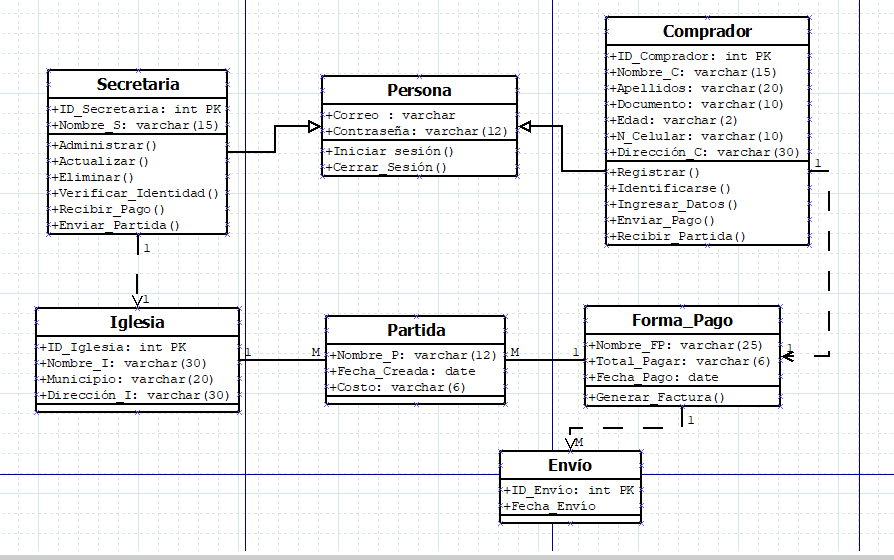 Secretaria
+ID_Secretaria: int PK
+Nombre_S: varchar(15)
+Administrar()
+Actualizar()
+Eliminar()
+Verificar_Identidad()
+Recibir_Pago()
+Enviar_Partida()
1
1
Persona
+Correo : varchar
+Contraseña: varchar(12)
+Iniciar sesión()
+Cerrar_Sesión()
Comprador
+ID_Comprador: int PK
+Nombre_C: varchar(15)
+Apellidos: varchar(20)
+Documento: varchar(10)
+Edad: varchar(2)
+N_Celular: varchar(10)
+Dirección_C: varchar(30)
+Registrar()
+Identificarse()
+Ingresar_Datos()
+Enviar_Pago()
+Recibir_Partida()
1
1
Iglesia
+ID_Iglesia: int PK
+Nombre_I: varchar(30)
+Municipio: varchar(20)
+Dirección_I: varchar(30)
1
M
Partida
+Nombre_P: varchar(12)
+Fecha_Creada: date
+Costo: varchar(6)
M
1
Forma_Pago
+Nombre_FP: varchar(25)
+Total_Pagar: varchar(6)
+Fecha_Pago: date
+Generar_Factura()
1
M
Envío
+ID_Envío: int PK
+Fecha_Envío